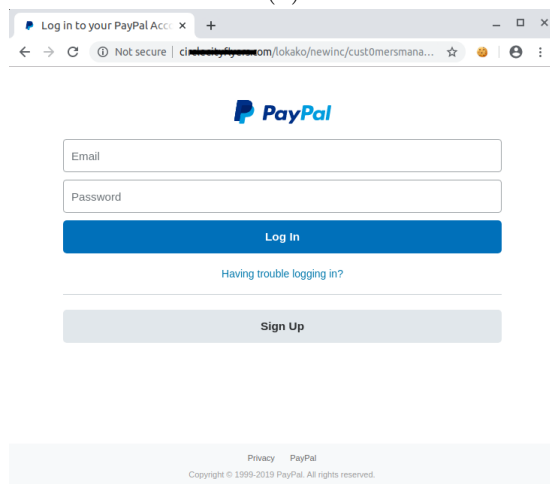 Log in to your PayPal Acc
Not secure om/lokako/newinc/cust0mersmana...
PayPal
Email
Password
Log In
Having trouble logging in?
Sign Up
Privacy PayPal
Copyright © 1999-2019 PayPal. All rights reserved.